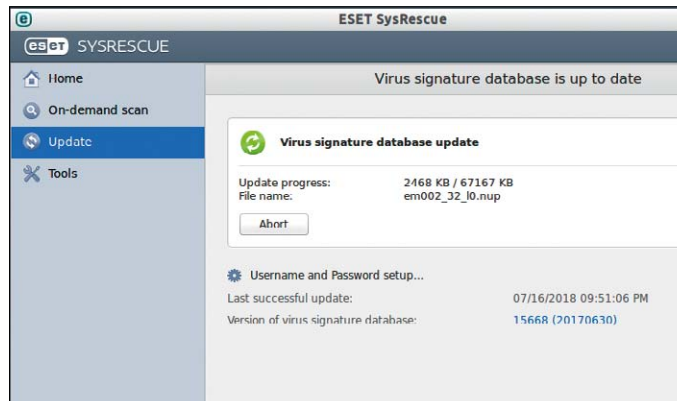 e
ESET SysRescue
eset SYSRESCUE
Home
Virus signature database is up to date
On-demand scan
Update
Virus signature database update
Tools
Update progress: 2468 KB / 67167 KB
File name: em002_32_l0.nup
Abort
Username and Password setup...
Last successful update: 07/16/2018 09:51:06 PM
Version of virus signature database: 15668 (20170630)